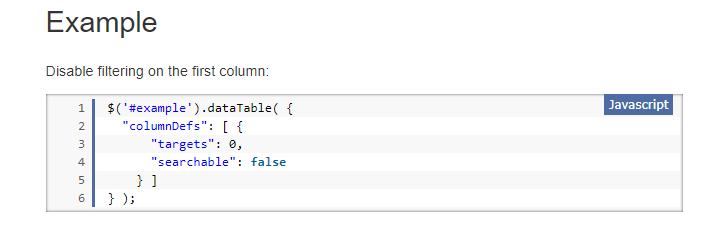 Example
Disable filtering on the first column:
Javascript
1 $('#example').dataTable( {
2   "columnDefs": [ {
3       "targets": 0,
4       "searchable": false
5     } ]
6 } );